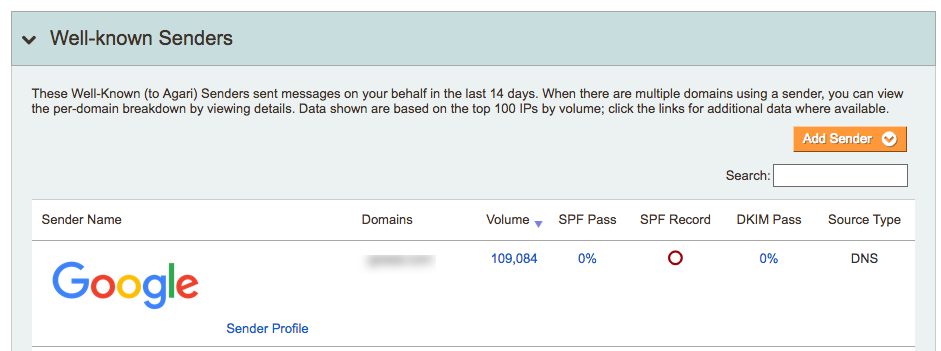 Well-known Senders
These Well-Known (to Agari) Senders sent messages on your behalf in the last 14 days. When there are multiple domains using a sender, you can view
the per-domain breakdown by viewing details. Data shown are based on the top 100 IPs by volume; click the links for additional data where available.
Add Sender
Search:
Sender Name Domains Volume SPF Pass SPF Record DKIM Pass Source Type
Google 109,084 0% 0% DNS
Sender Profile